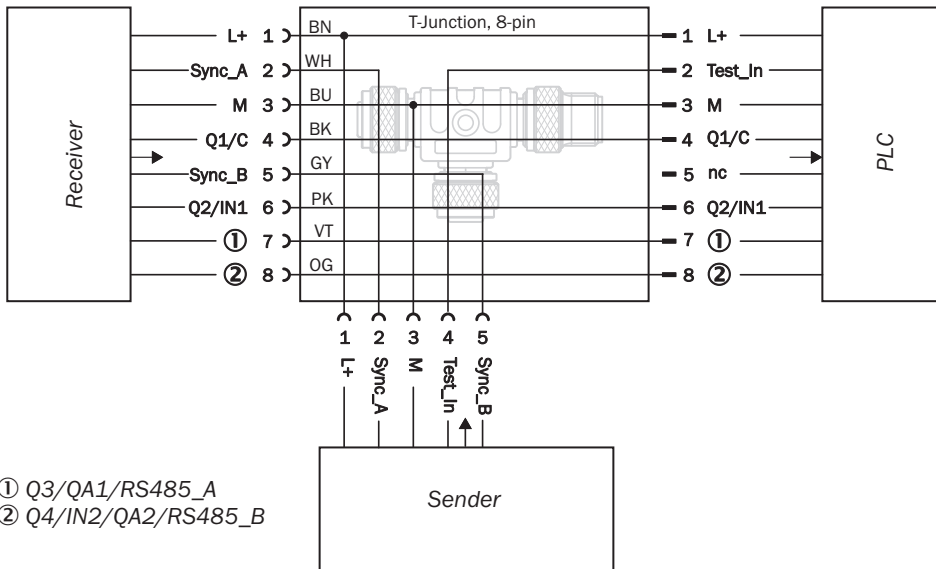 T-Junction, 8-pin
L+ 1 BN 1 L+
Sync_A 2 WH 2 Test_In
M 3 BU 3 M
Q1/C 4 BK 4 Q1/C
Sync_B 5 GY 5 nc
Q2/IN1 6 PK 6 Q2/IN1
① 7 VT 7 ①
② 8 OG 8 ②
Receiver
PLC
1 2 3 4 5
L+ Sync_A M Test_In Sync_B
Sender
① Q3/QA1/RS485_A
② Q4/IN2/QA2/RS485_B